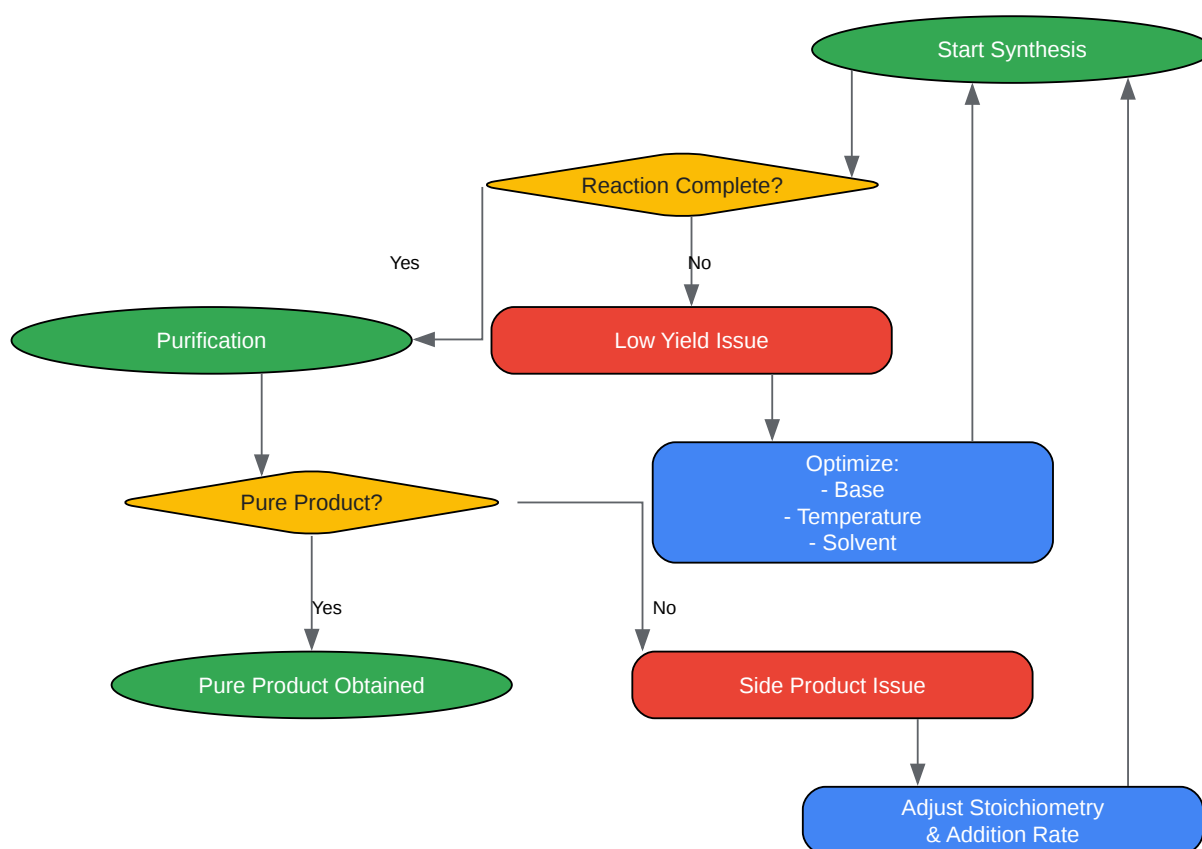 Start Synthesis
Reaction Complete?
Yes
No
Purification
Low Yield Issue
Optimize:
- Base
- Temperature
- Solvent
Pure Product?
Yes
No
Pure Product Obtained
Side Product Issue
Adjust Stoichiometry
& Addition Rate